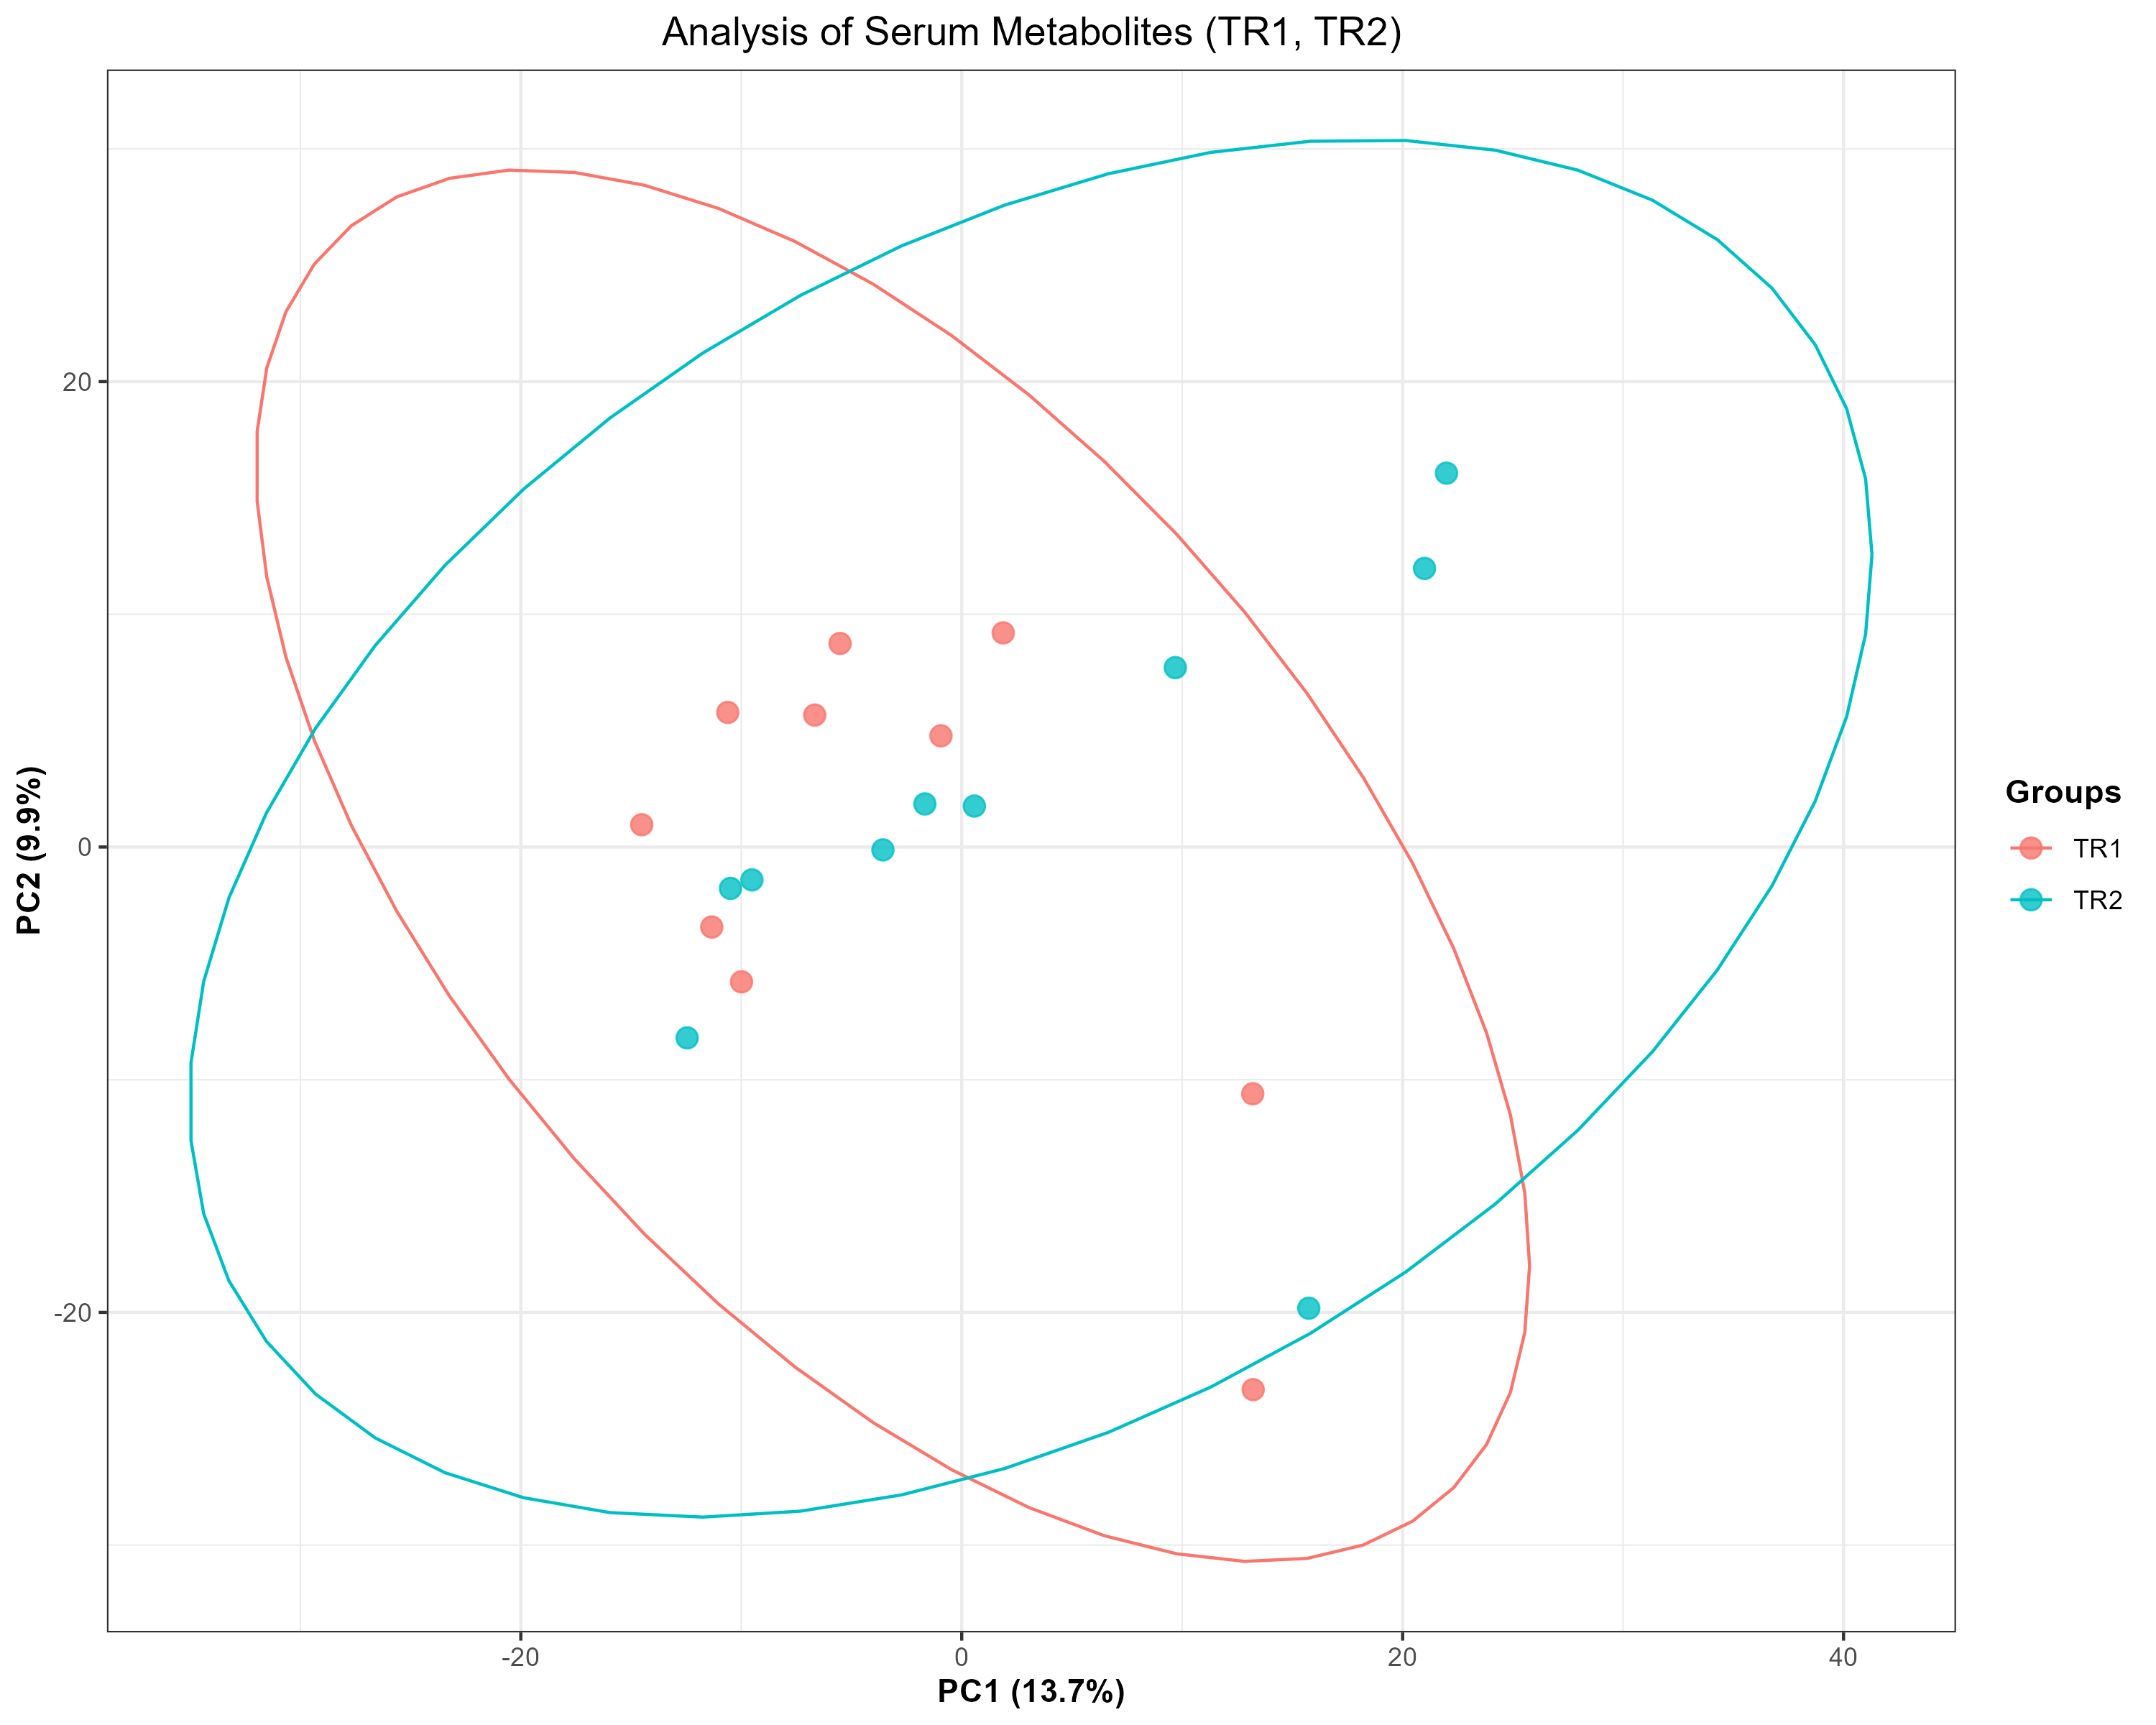 Analysis of Serum Metabolites (TR1, TR2)
20
0
-20
PC2 (9.9%)
-20
0
20
40
PC1 (13.7%)
Groups
TR1
TR2